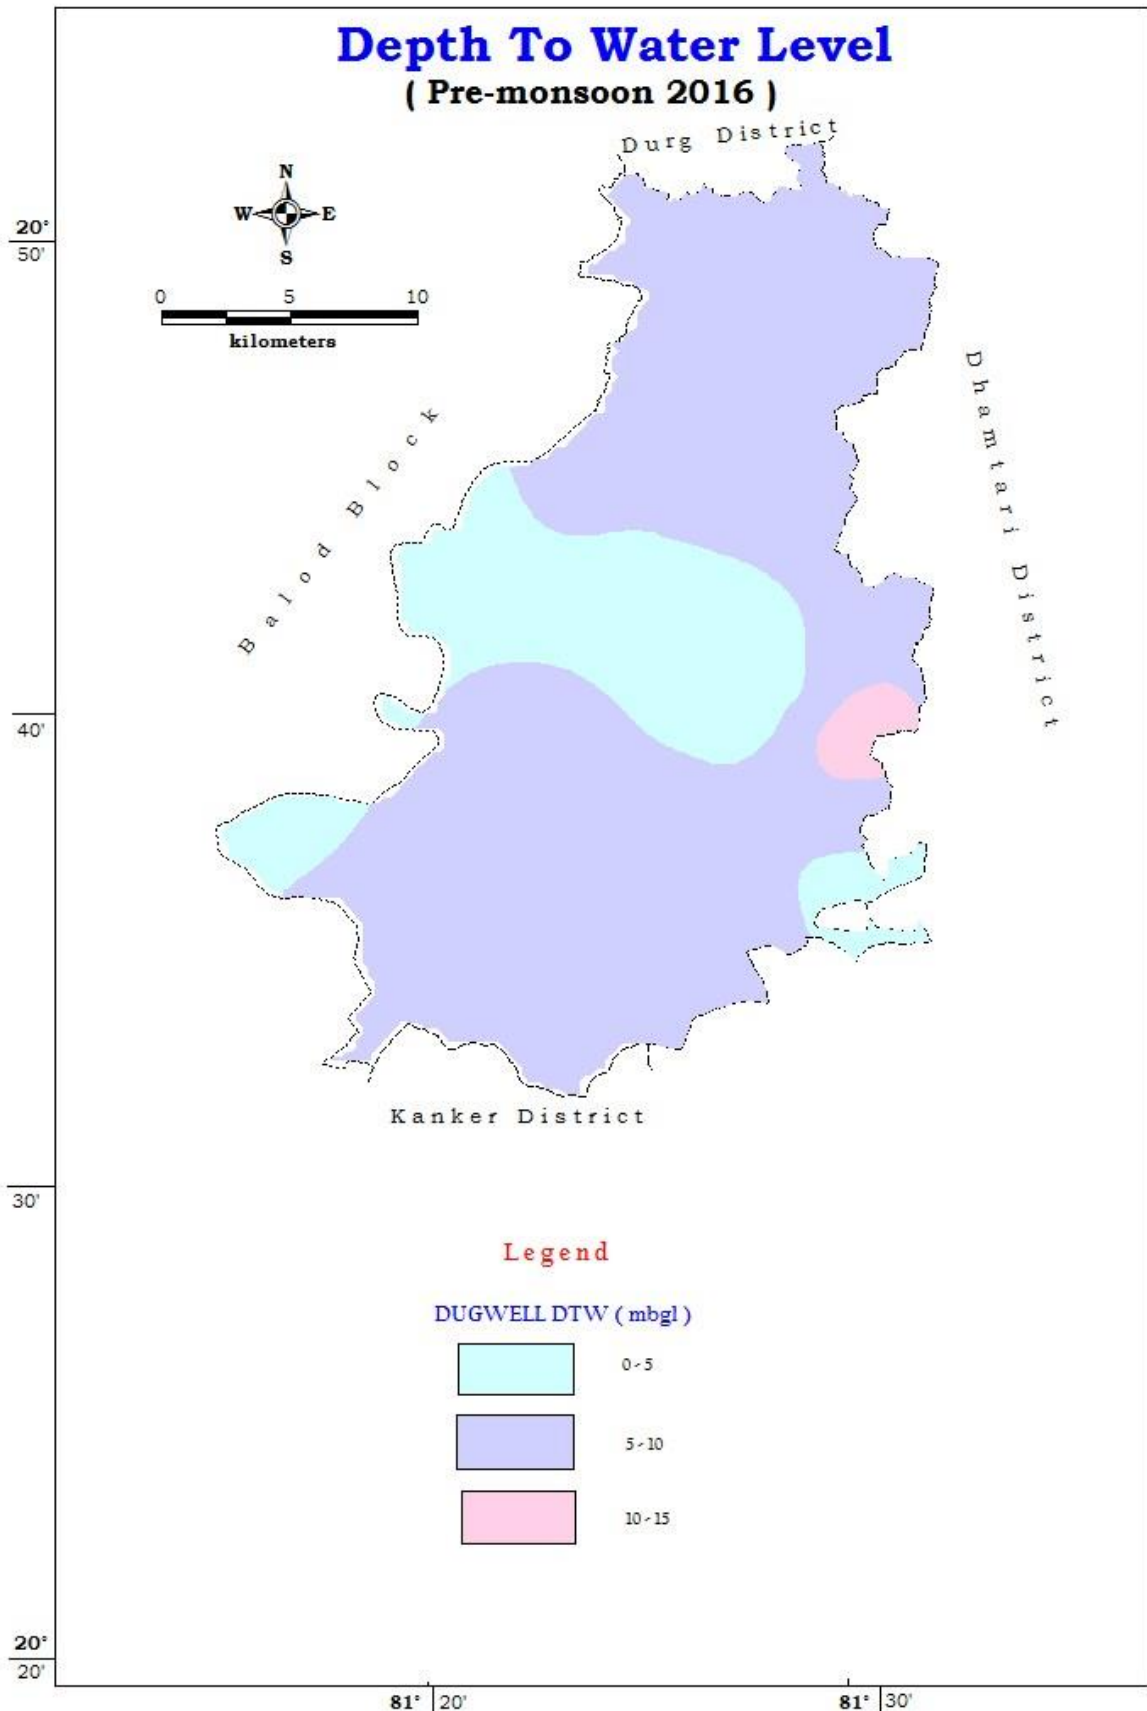 Depth To Water Level
( Pre-monsoon 2016 )
Durg District
N
W E
S
20°
50'
0 5 10
kilometers
Balod Block
Dhamtari District
40'
Kanker District
30'
Legend
DUGWELL DTW ( mbgl )
0 - 5
5 - 10
10 - 15
20°
20'
81° 20' 81° 30'